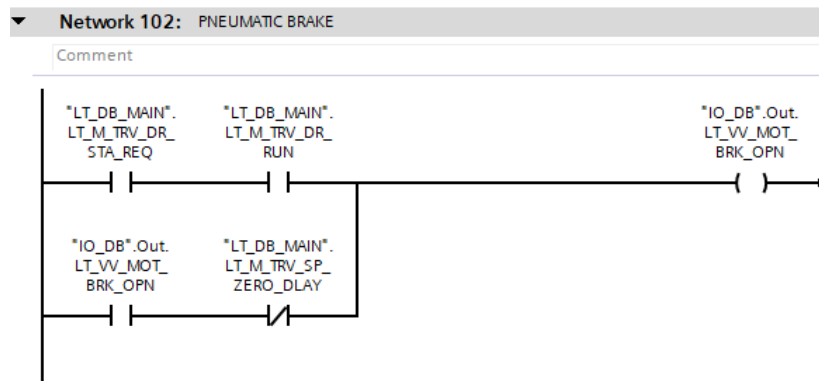 Network 102: PNEUMATIC BRAKE
Comment
"LT_DB_MAIN".
LT_M_TRV_DR_
STA_REQ
"LT_DB_MAIN".
LT_M_TRV_DR_
RUN
"IO_DB".Out.
LT_VV_MOT_
BRK_OPN
"IO_DB".Out.
LT_VV_MOT_
BRK_OPN
"LT_DB_MAIN".
LT_M_TRV_SP_
ZERO_DLAY